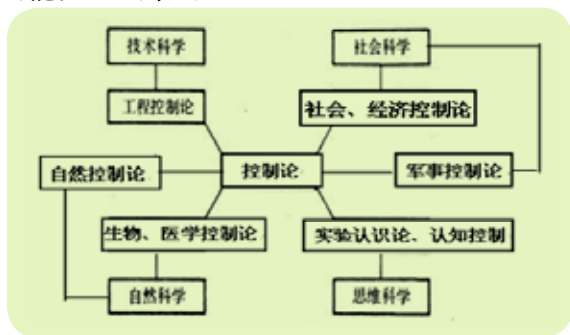 技术科学
社会科学
工程控制论
社会、经济控制论
自然控制论
控制论
军事控制论
生物、医学控制论
实验认识论、认知控制
自然科学
思维科学